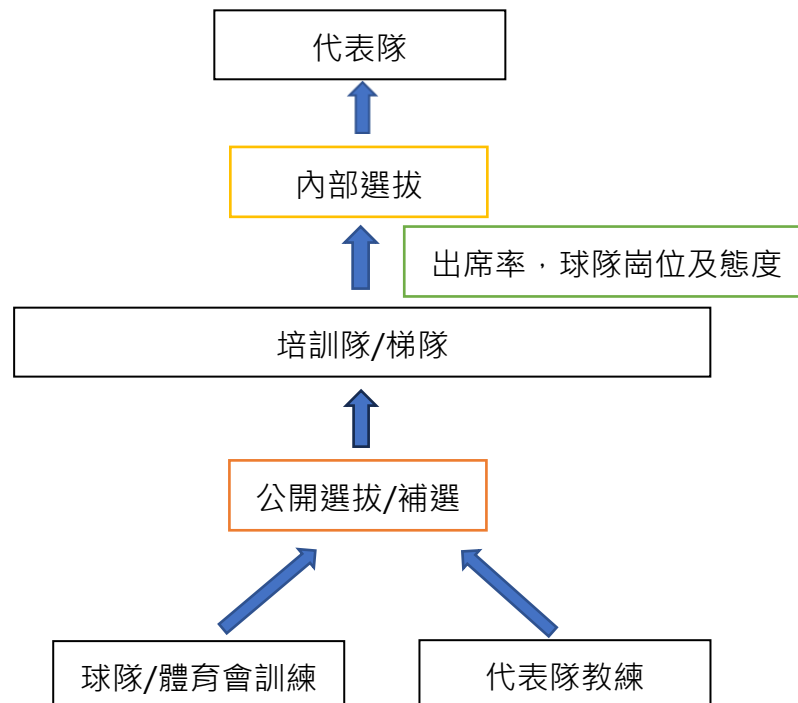 代表隊
內部選拔
出席率，球隊崗位及態度
培訓隊/梯隊
公開選拔/補選
球隊/體育會訓練
代表隊教練